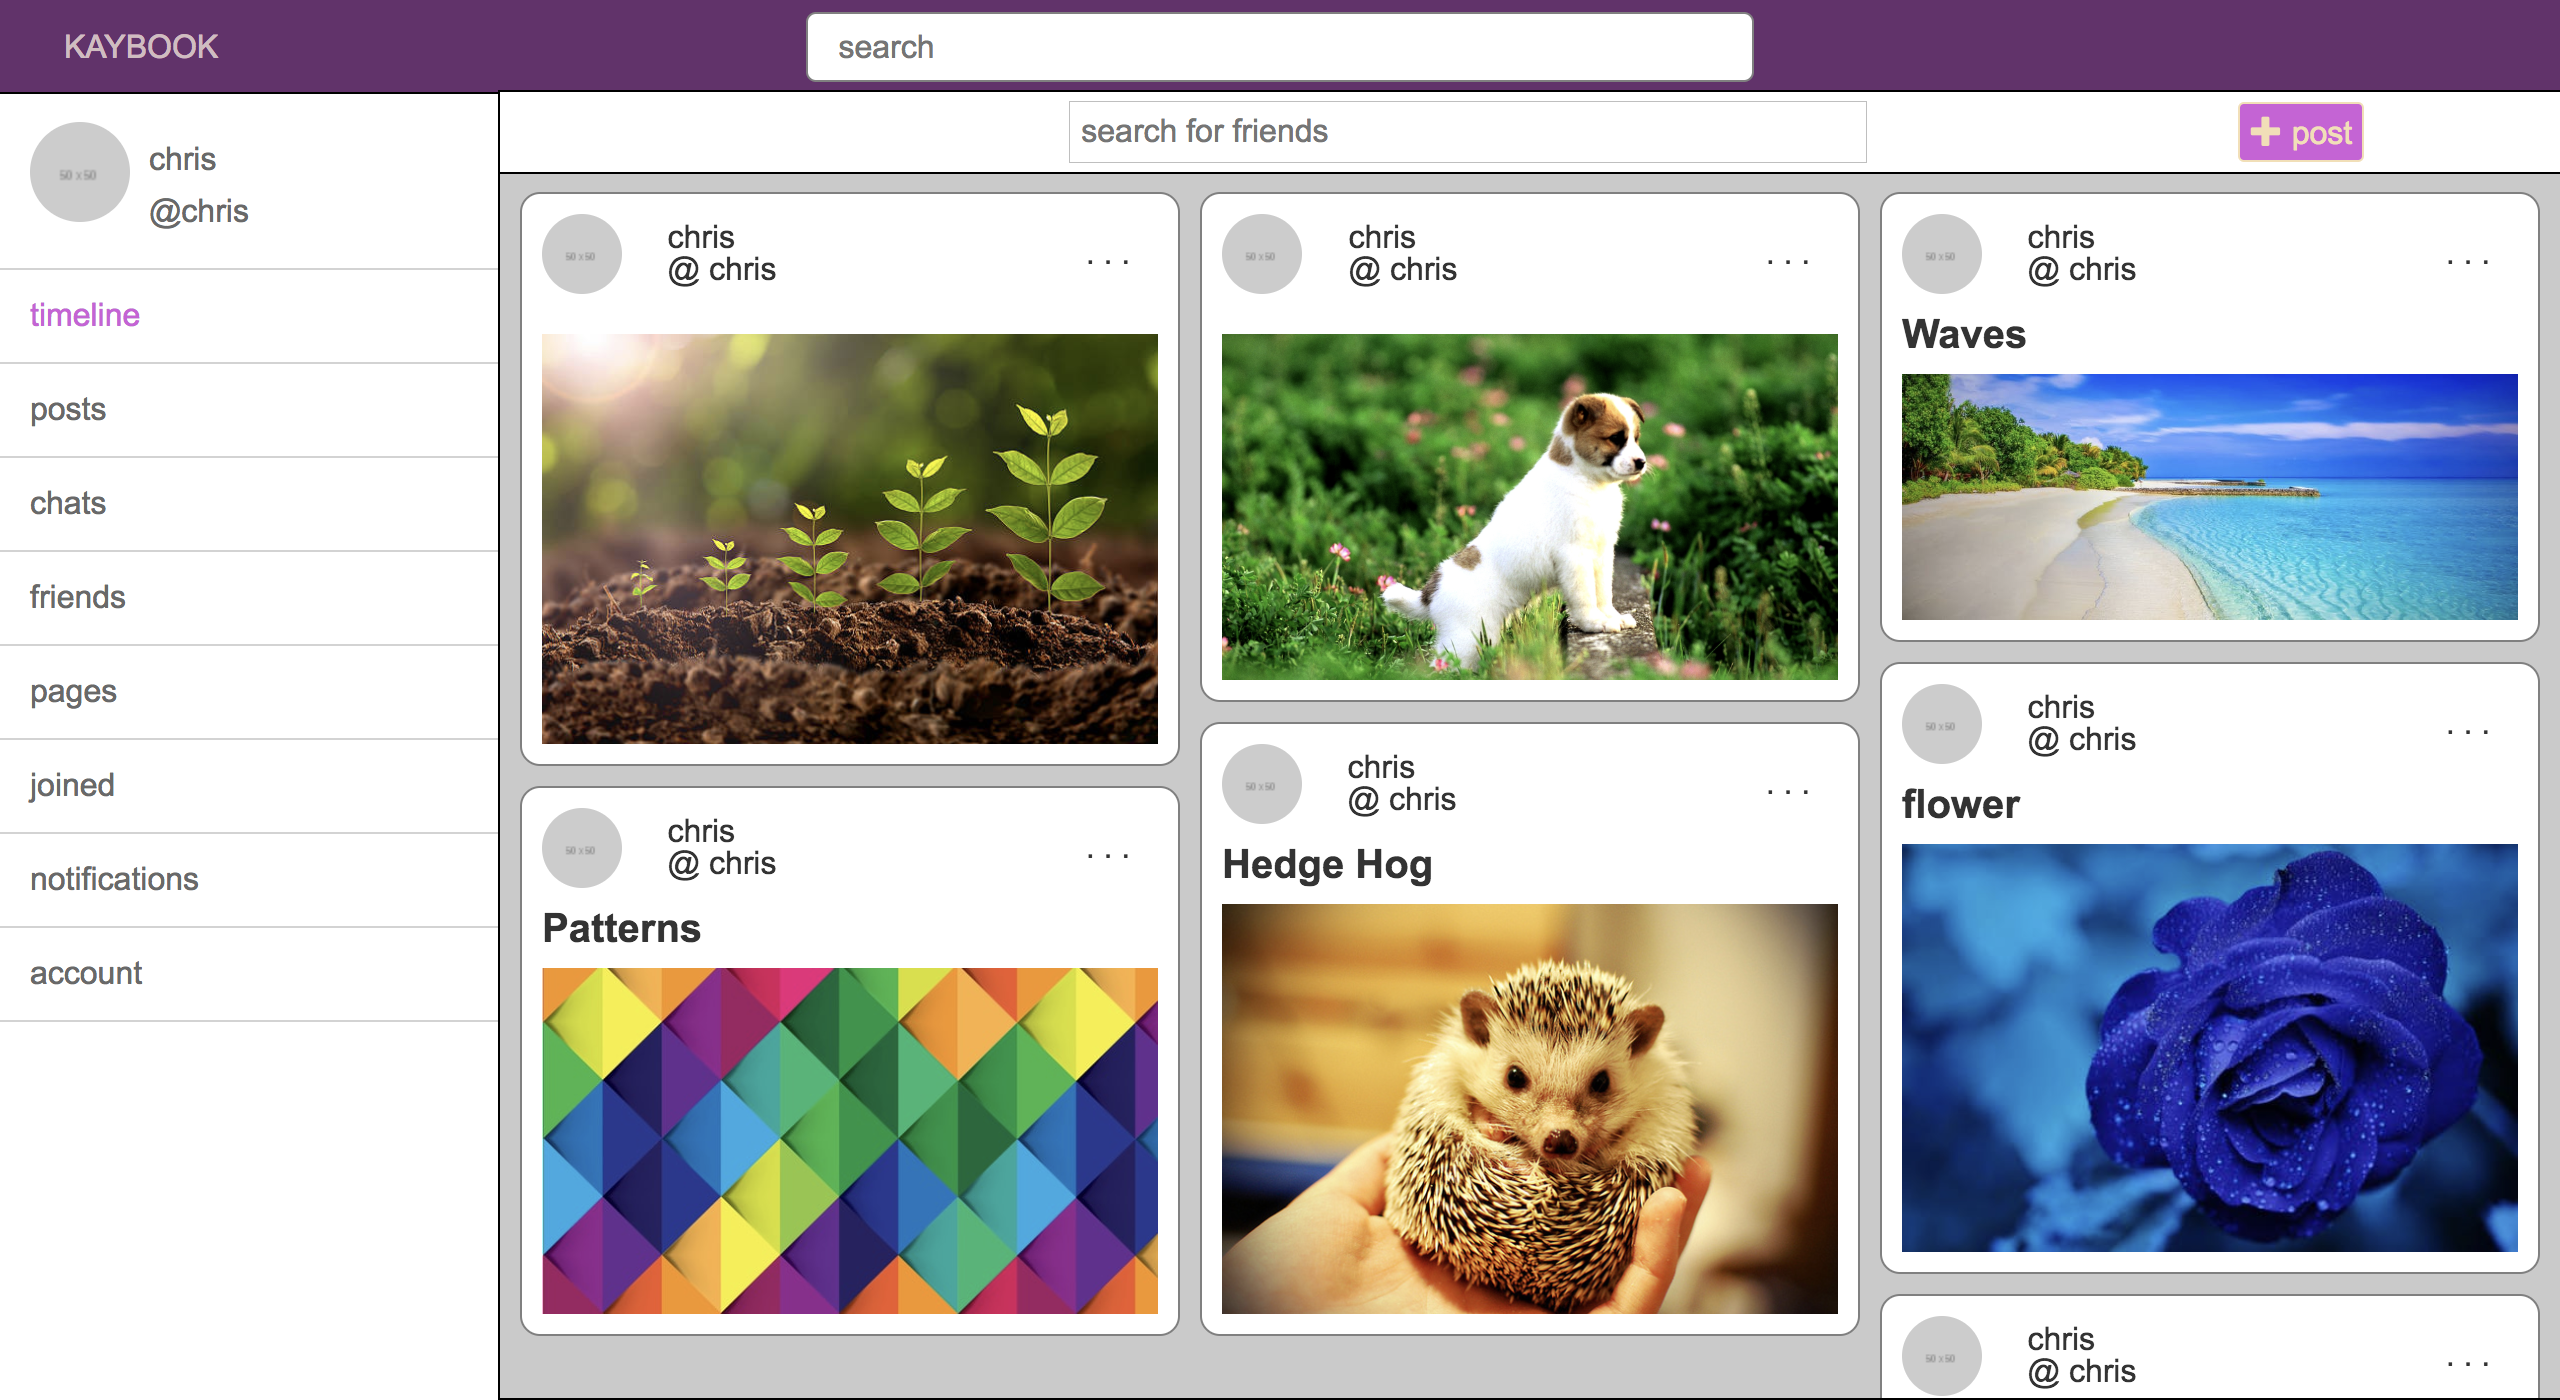 KAYBOOK
search
search for friends
post
50 x 50
chris
@chris
timeline
posts
chats
friends
pages
joined
notifications
account
50 x 50
chris
@ chris
. . .
50 x 50
chris
@ chris
. . .
Patterns
50 x 50
chris
@ chris
. . .
50 x 50
chris
@ chris
. . .
Hedge Hog
50 x 50
chris
@ chris
. . .
Waves
50 x 50
chris
@ chris
. . .
flower
50 x 50
chris
@ chris
. . .